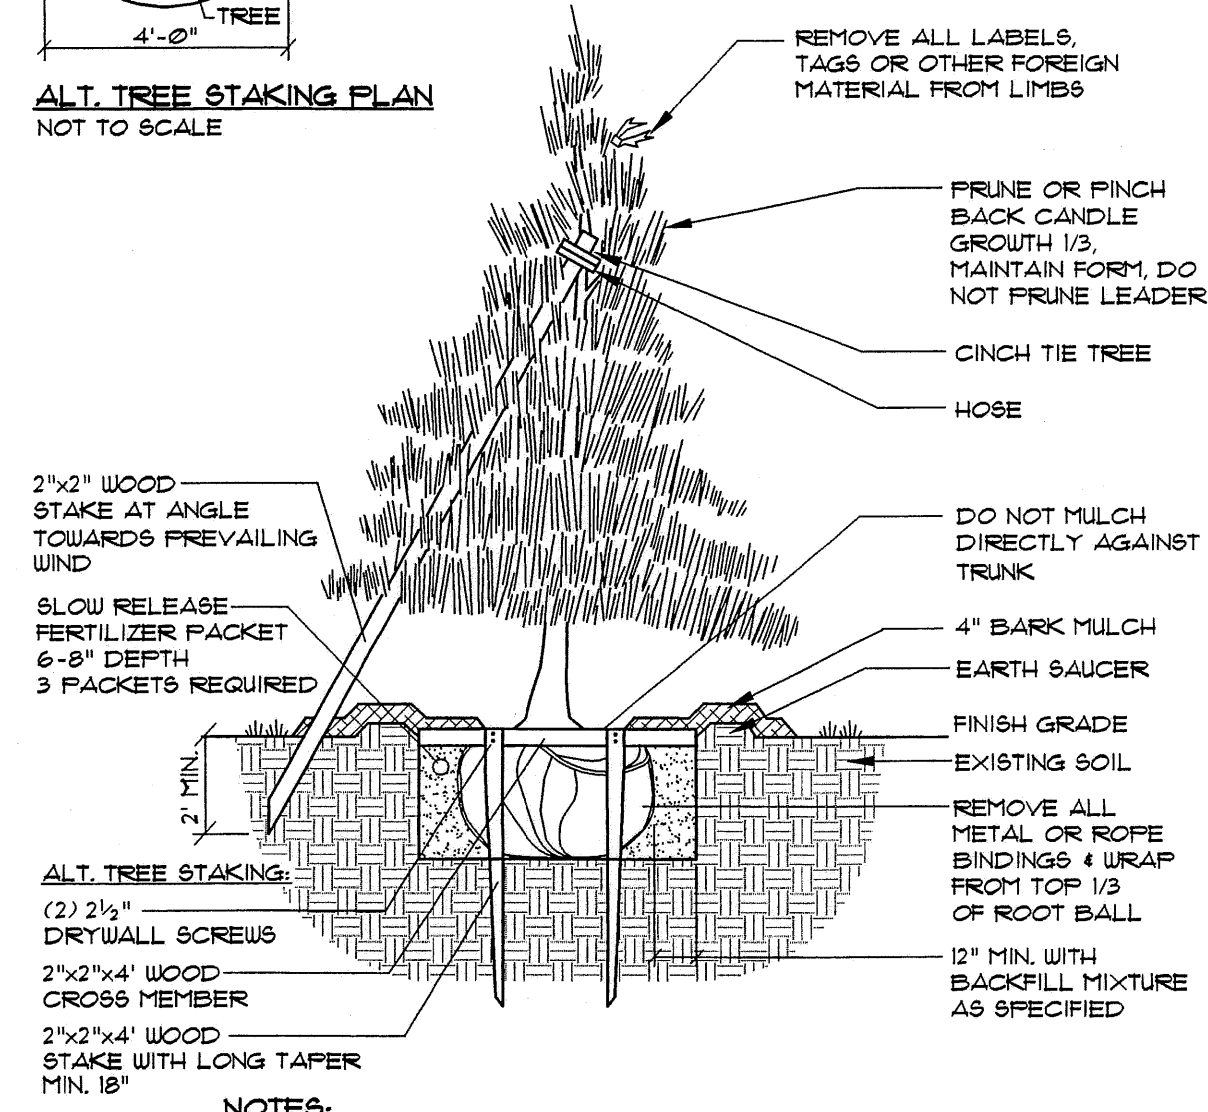 TREE
4'-0"
ALT. TREE STAKING PLAN
NOT TO SCALE
REMOVE ALL LABELS,
TAGS OR OTHER FOREIGN
MATERIAL FROM LIMBS
PRUNE OR PINCH
BACK CANDLE
GROWTH 1/3,
MAINTAIN FORM, DO
NOT PRUNE LEADER
CINCH TIE TREE
HOSE
2"x2" WOOD
STAKE AT ANGLE
TOWARDS PREVAILING
WIND
SLOW RELEASE
FERTILIZER PACKET
6-8" DEPTH
3 PACKETS REQUIRED
DO NOT MULCH
DIRECTLY AGAINST
TRUNK
4" BARK MULCH
EARTH SAUCER
FINISH GRADE
EXISTING SOIL
2' MIN.
REMOVE ALL
METAL OR ROPE
BINDINGS & WRAP
FROM TOP 1/3
OF ROOT BALL
12" MIN. WITH
BACKFILL MIXTURE
AS SPECIFIED
ALT. TREE STAKING:
(2) 2½"
DRYWALL SCREWS
2"x2"x4' WOOD
CROSS MEMBER
2"x2"x4' WOOD
STAKE WITH LONG TAPER
MIN. 18"
NOTES: